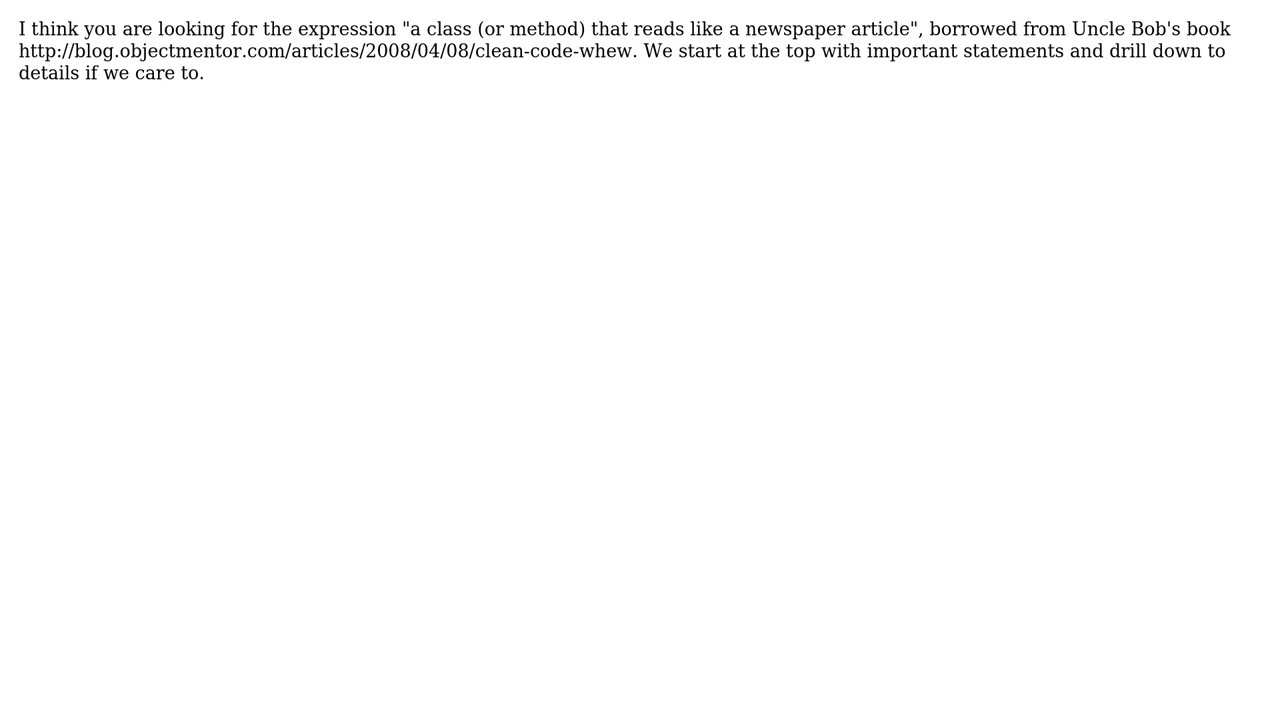 I think you are looking for the expression "a class (or method) that reads like a newspaper article", borrowed from Uncle Bob's book
http://blog.objectmentor.com/articles/2008/04/08/clean-code-whew. We start at the top with important statements and drill down to
details if we care to.